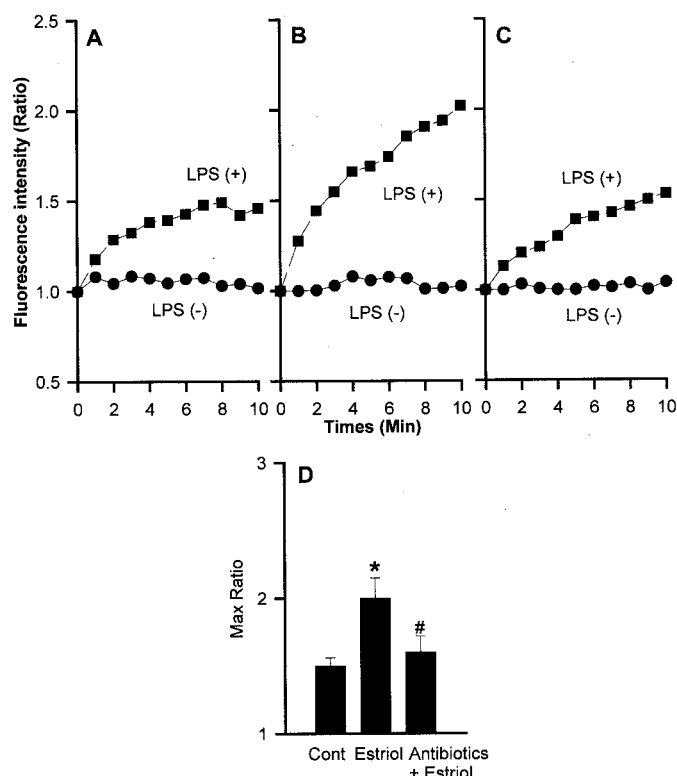 A
B
C
Fluorescence intensity (Ratio)
2.5
2.0
1.5
1.0
0.5
LPS (+)
LPS (-)
LPS (+)
LPS (-)
LPS (+)
LPS (-)
0 2 4 6 8 10
0 2 4 6 8 10
0 2 4 6 8 10
Times (Min)
D
Max Ratio
3
2
1
*
#
Cont Estriol Antibiotics
+ Estriol